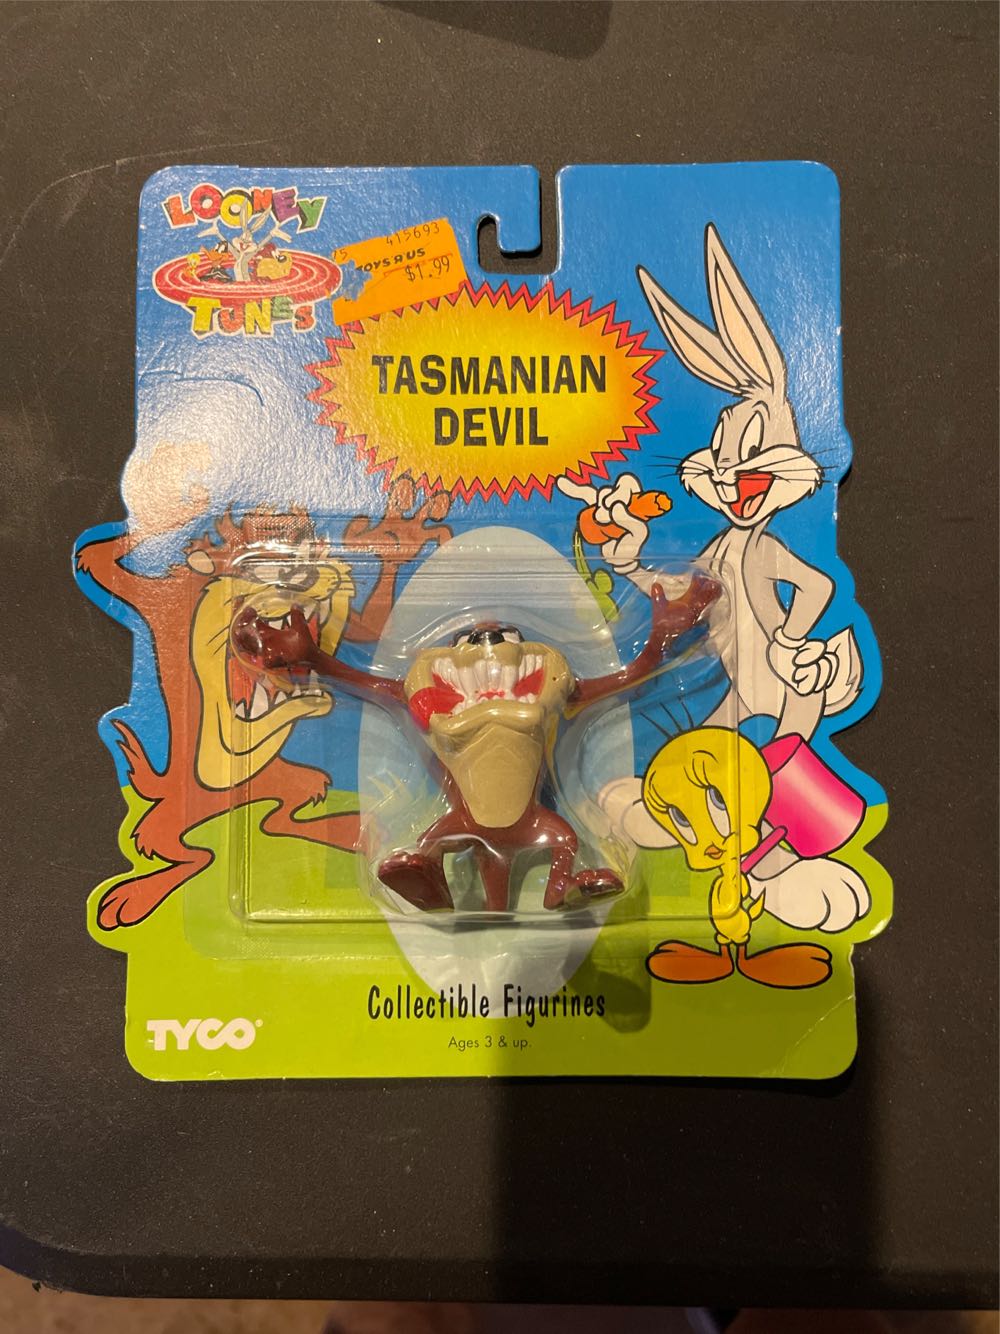 LOONEY
TUNES
415693
TOYS R US
$1.99
TASMANIAN
DEVIL
Collectible Figurines
TYCO®
Ages 3 & up.